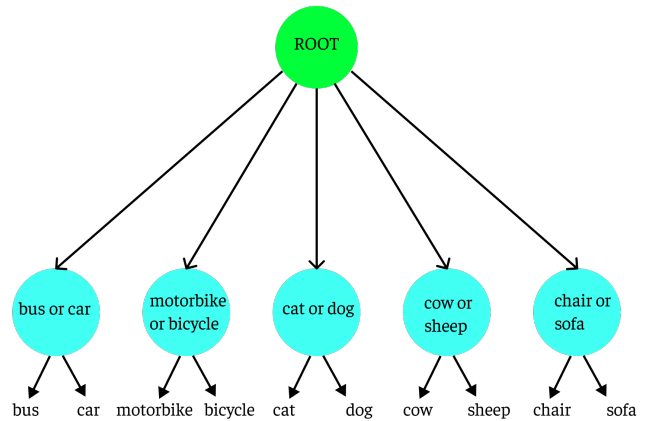 ROOT
bus or car
motorbike
or bicycle
cat or dog
cow or
sheep
chair or
sofa
bus car motorbike bicycle cat dog cow sheep chair sofa